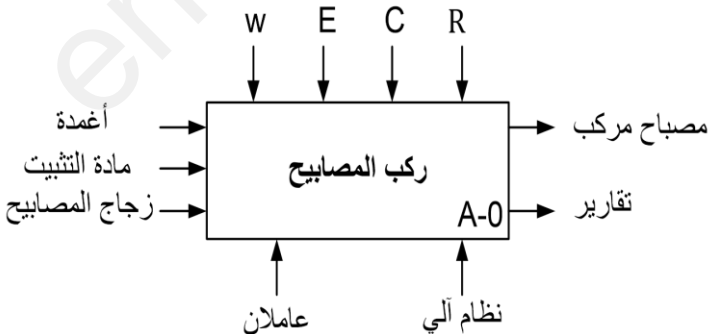 w E C R
أغمدة
مادة التثبيت
زجاج المصابيح
ركب المصابيح
A-0
مصباح مركب
تقارير
عاملان
نظام آلي